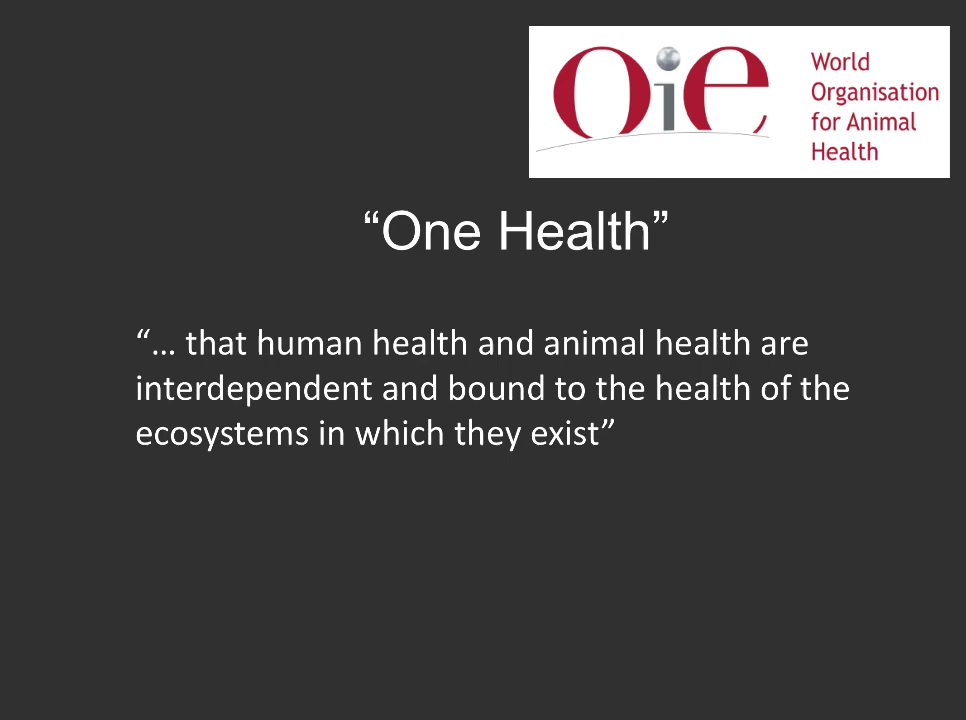 oie
World
Organisation
for Animal
Health
“One Health”
“… that human health and animal health are
interdependent and bound to the health of the
ecosystems in which they exist”